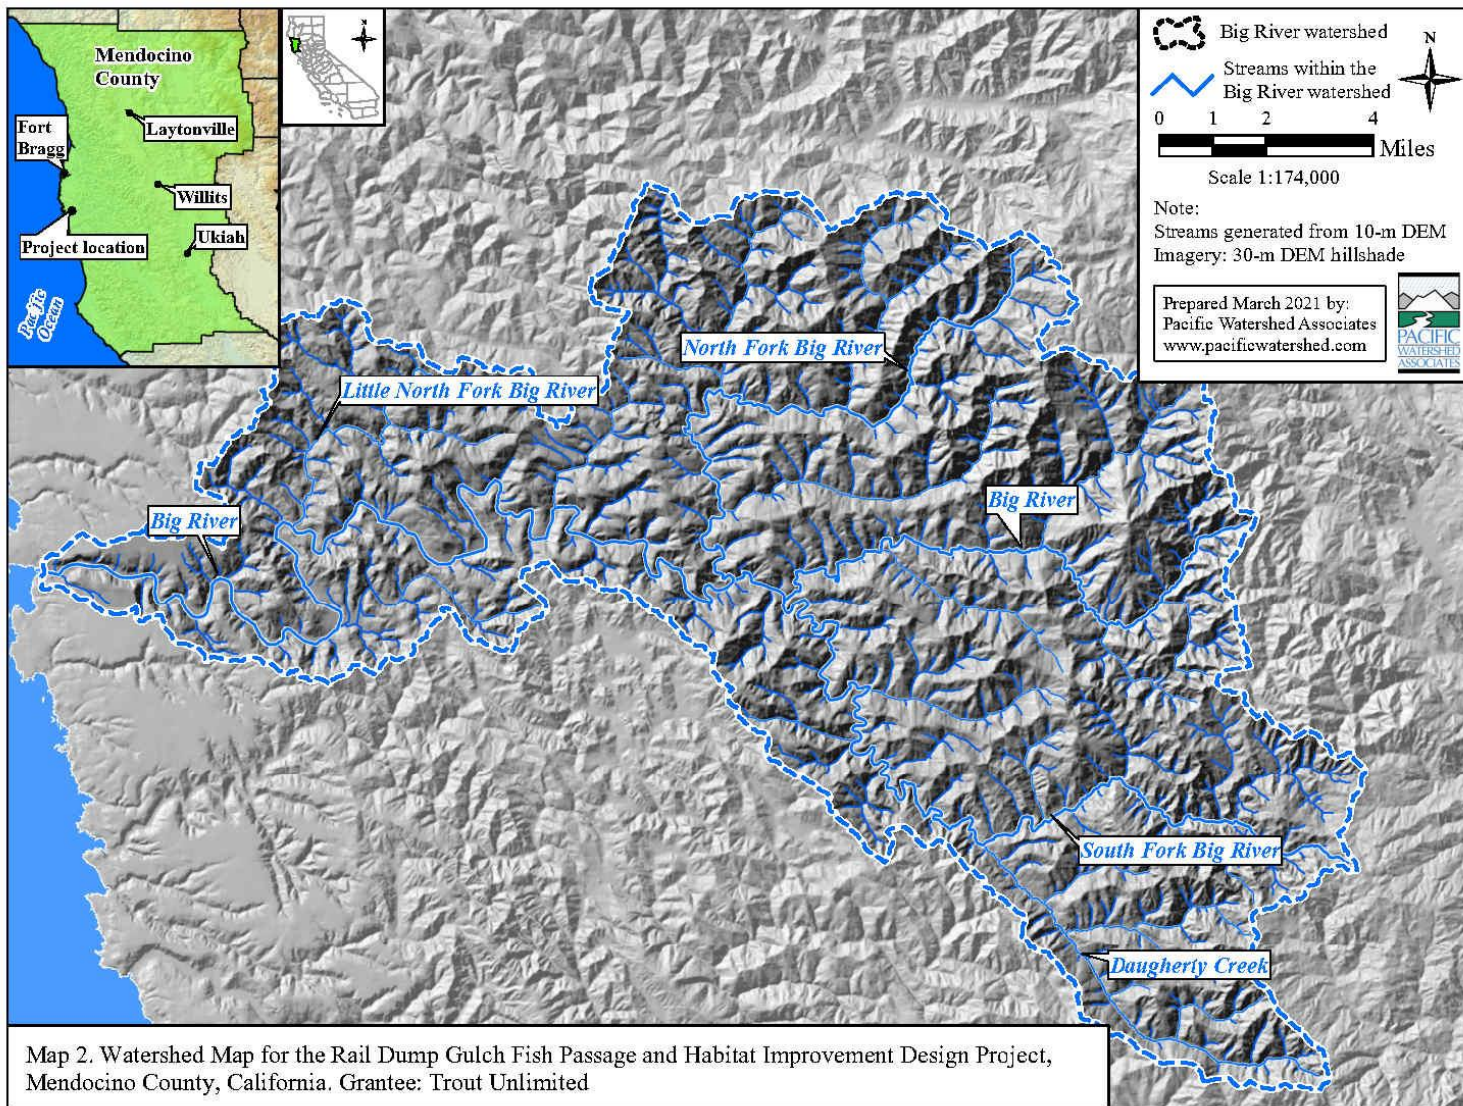 Mendocino
County
Laytonville
Fort
Bragg
Willits
Project location
Ukiah
Pacific
Ocean
N
Big River watershed
Streams within the
Big River watershed
N
0 1 2 4
Miles
Scale 1:174,000
Note:
Streams generated from 10-m DEM
Imagery: 30-m DEM hillshade
Prepared March 2021 by:
Pacific Watershed Associates
www.pacificwatershed.com
PACIFIC
WATERSHED
ASSOCIATES
North Fork Big River
Little North Fork Big River
Big River
Big River
South Fork Big River
Daugherty Creek
Map 2. Watershed Map for the Rail Dump Gulch Fish Passage and Habitat Improvement Design Project,
Mendocino County, California. Grantee: Trout Unlimited